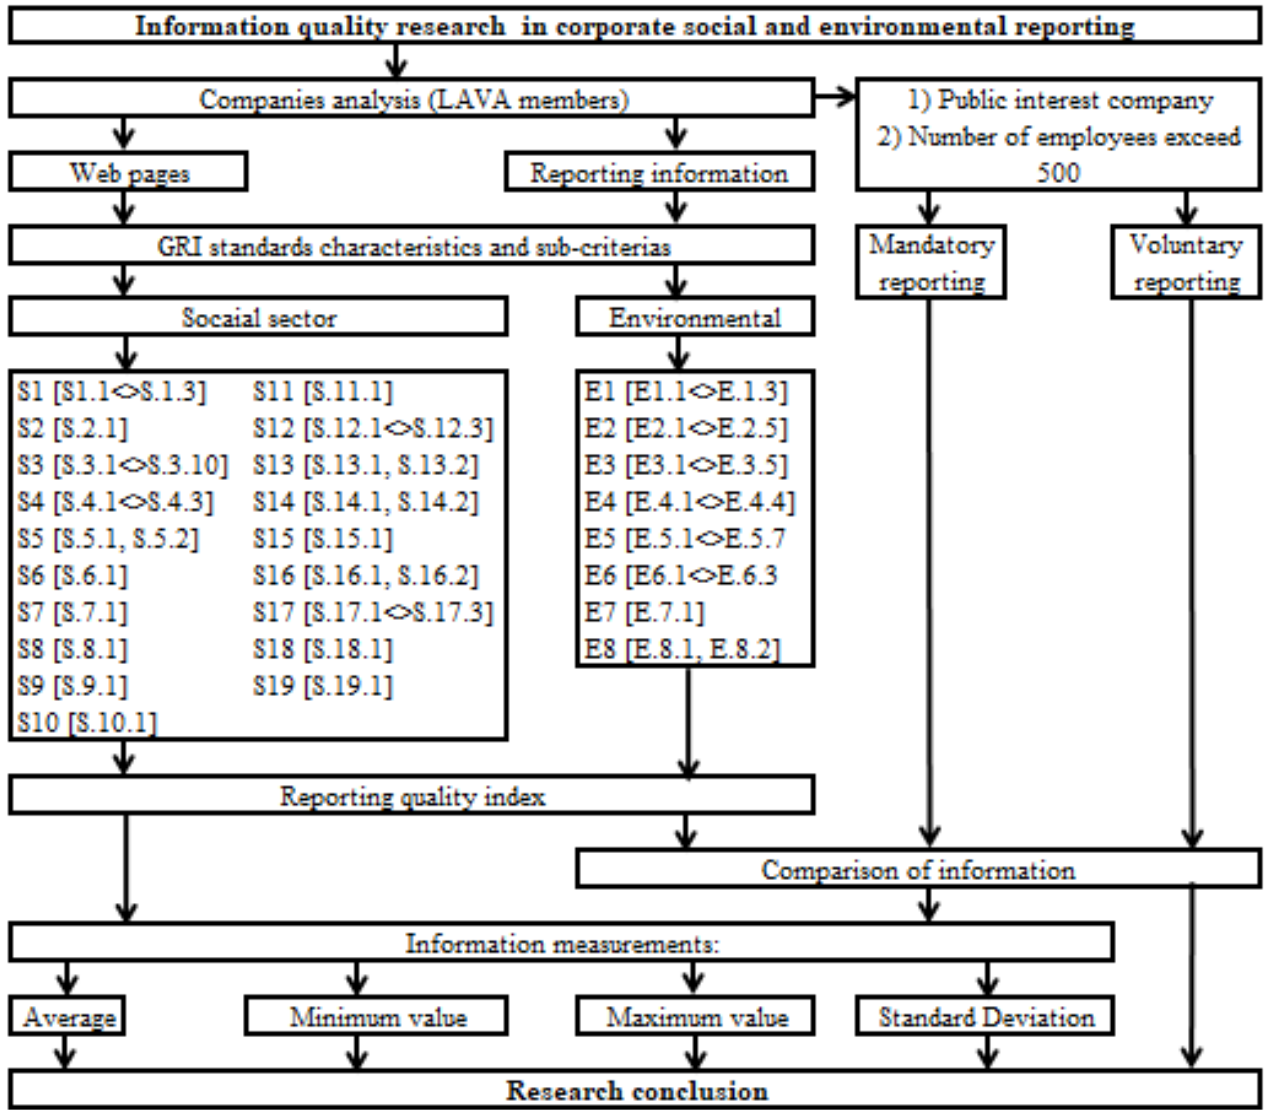 Information quality research in corporate social and environmental reporting
Companies analysis (LAVA members)
1) Public interest company
2) Number of employees exceed
500
Web pages
Reporting information
GRI standards characteristics and sub-criterias
Mandatory
reporting
Voluntary
reporting
Socaial sector
Environmental
S1 [S1.1<>S.1.3]
S2 [S.2.1]
S3 [S.3.1<>S.3.10]
S4 [S.4.1<>S.4.3]
S5 [S.5.1, S.5.2]
S6 [S.6.1]
S7 [S.7.1]
S8 [S.8.1]
S9 [S.9.1]
S10 [S.10.1]
S11 [S.11.1]
S12 [S.12.1<>S.12.3]
S13 [S.13.1, S.13.2]
S14 [S.14.1, S.14.2]
S15 [S.15.1]
S16 [S.16.1, S.16.2]
S17 [S.17.1<>S.17.3]
S18 [S.18.1]
S19 [S.19.1]
E1 [E1.1<>E.1.3]
E2 [E2.1<>E.2.5]
E3 [E3.1<>E.3.5]
E4 [E.4.1<>E.4.4]
E5 [E.5.1<>E.5.7
E6 [E6.1<>E.6.3
E7 [E.7.1]
E8 [E.8.1, E.8.2]
Reporting quality index
Comparison of information
Information measurements:
Average
Minimum value
Maximum value
Standard Deviation
Research conclusion